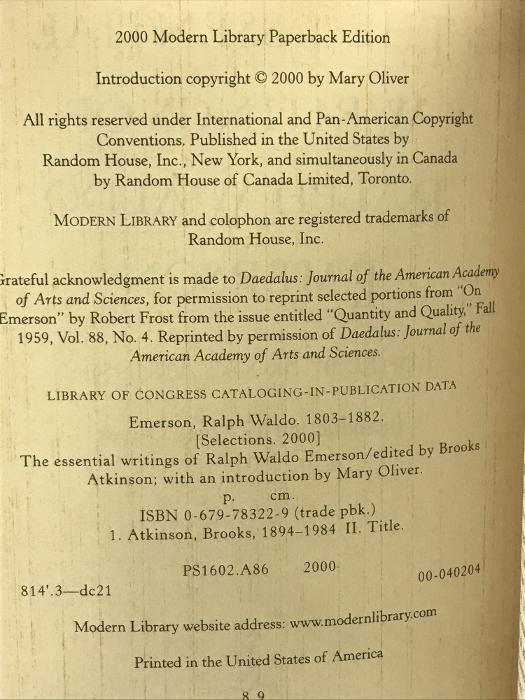 2000 Modern Library Paperback Edition
Introduction copyright © 2000 by Mary Oliver
All rights reserved under International and Pan-American Copyright
Conventions. Published in the United States by
Random House, Inc., New York, and simultaneously in Canada
by Random House of Canada Limited, Toronto.
MODERN LIBRARY and colophon are registered trademarks of
Random House, Inc.
Grateful acknowledgment is made to Daedalus: Journal of the American Academy
of Arts and Sciences, for permission to reprint selected portions from "On
Emerson" by Robert Frost from the issue entitled "Quantity and Quality," Fall
1959, Vol. 88, No. 4. Reprinted by permission of Daedalus: Journal of the
American Academy of Arts and Sciences.
LIBRARY OF CONGRESS CATALOGING-IN-PUBLICATION DATA
Emerson, Ralph Waldo. 1803–1882.
[Selections. 2000]
The essential writings of Ralph Waldo Emerson/edited by Brooks
Atkinson; with an introduction by Mary Oliver.
p. cm.
ISBN 0-679-78322-9 (trade pbk.)
1. Atkinson, Brooks, 1894–1984 II. Title.
PS1602.A86 2000
814'.3—dc21 00-040204
Modern Library website address: www.modernlibrary.com
Printed in the United States of America
8 9